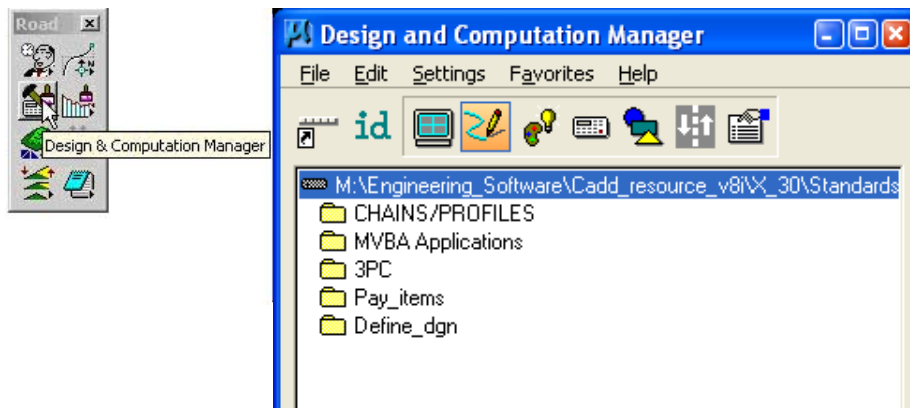 Road
Design & Computation Manager
Design and Computation Manager
File Edit Settings Favorites Help
id
M:\Engineering_Software\Cadd_resource_v8i\X_30\Standards
CHAINS/PROFILES
MVBA Applications
3PC
Pay_items
Define_dgn